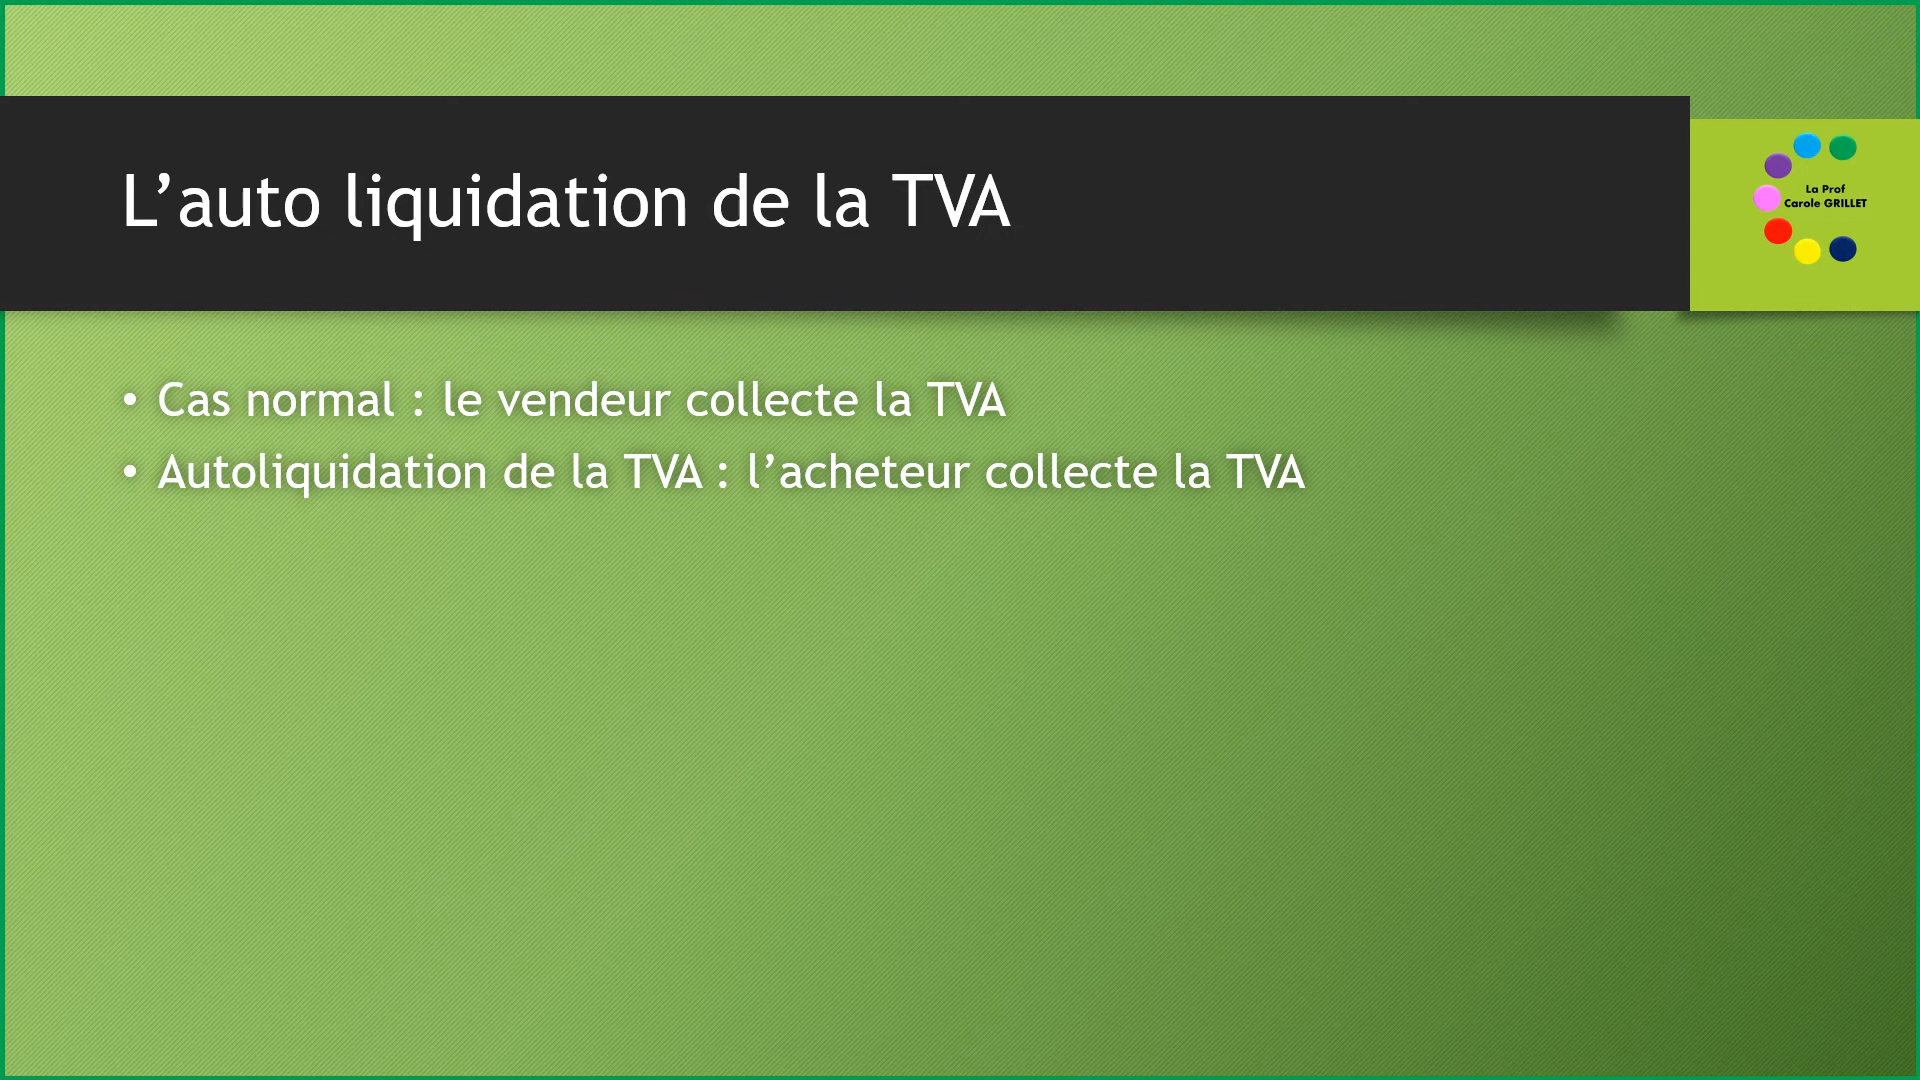 L’auto liquidation de la TVA
La Prof
Carole GRILLET
• Cas normal : le vendeur collecte la TVA
• Autoliquidation de la TVA : l’acheteur collecte la TVA